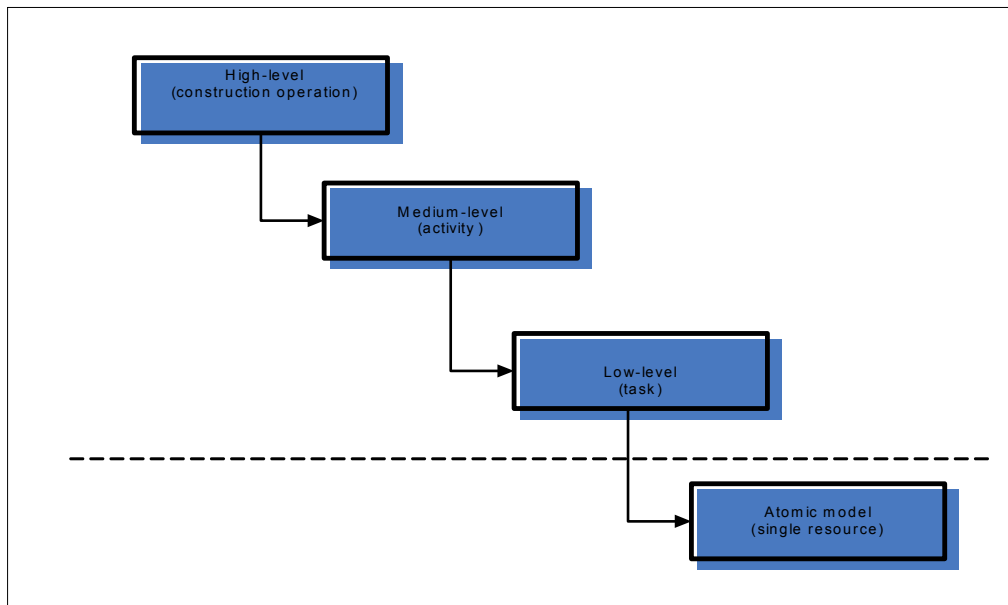 High-level
(construction operation)
Medium-level
(activity)
Low-level
(task)
Atomic model
(single resource)